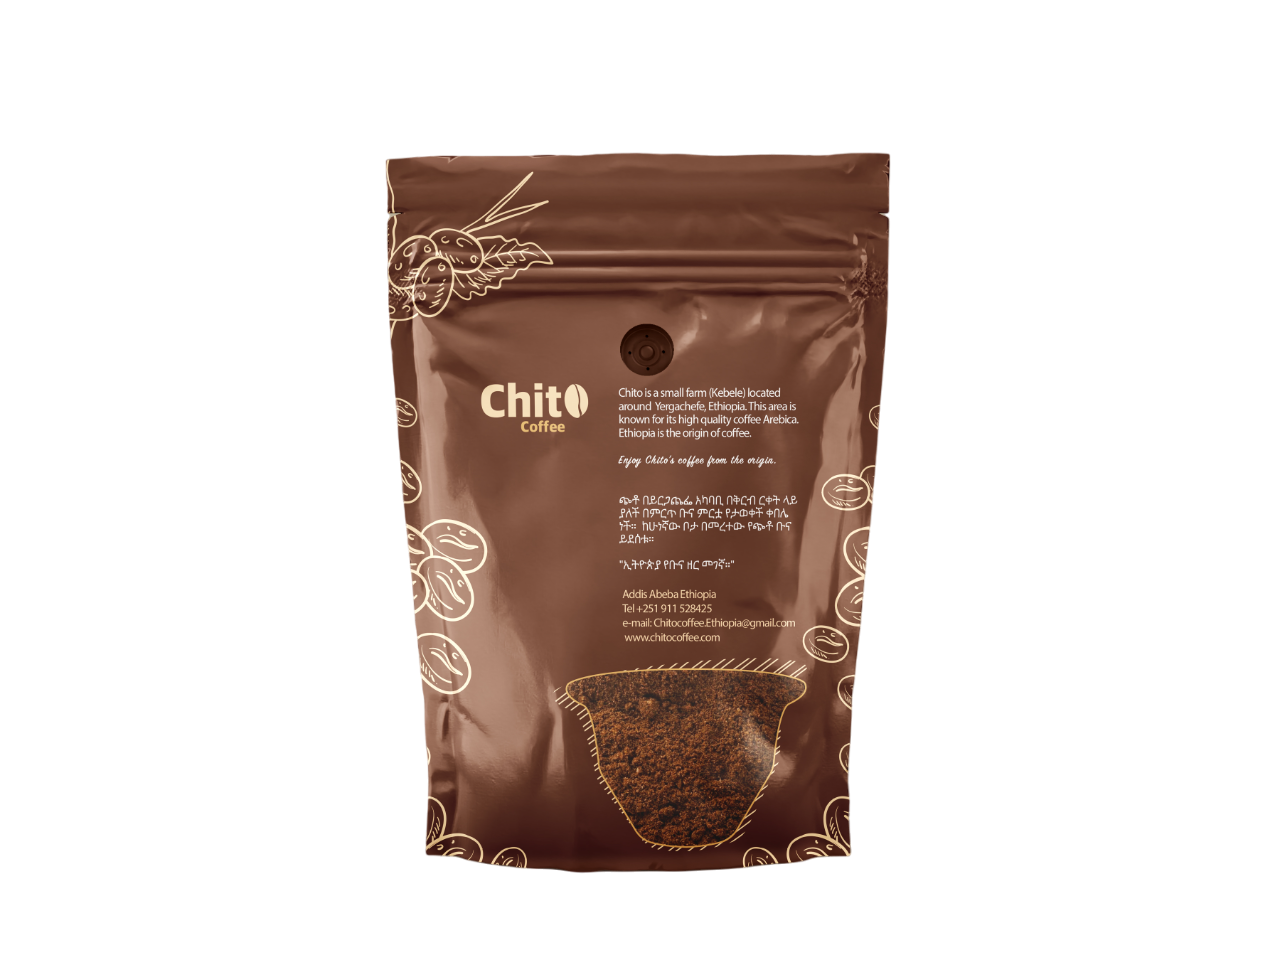 Chito
Coffee
Chito is a small farm (Kebele) located
around Yergachefe, Ethiopia. This area is
known for its high quality coffee Arebica.
Ethiopia is the origin of coffee.
Enjoy Chito's coffee from the origin.
ጭቶ በይርጋጨፌ አካባቢ በቅርብ ርቀት ላይ
ያለች በምርጥ ቡና ምርቷ የታወቀች ቀበሌ
ነች። ከሁነኛው ቦታ በመረተው የጭቶ ቡና
ይደሰቱ።
"ኢትዮጵያ የቡና ዘር መገኛ።"
Addis Abeba Ethiopia
Tel +251 911 528425
e-mail: Chitocoffee.Ethiopia@gmail.com
www.chitocoffee.com